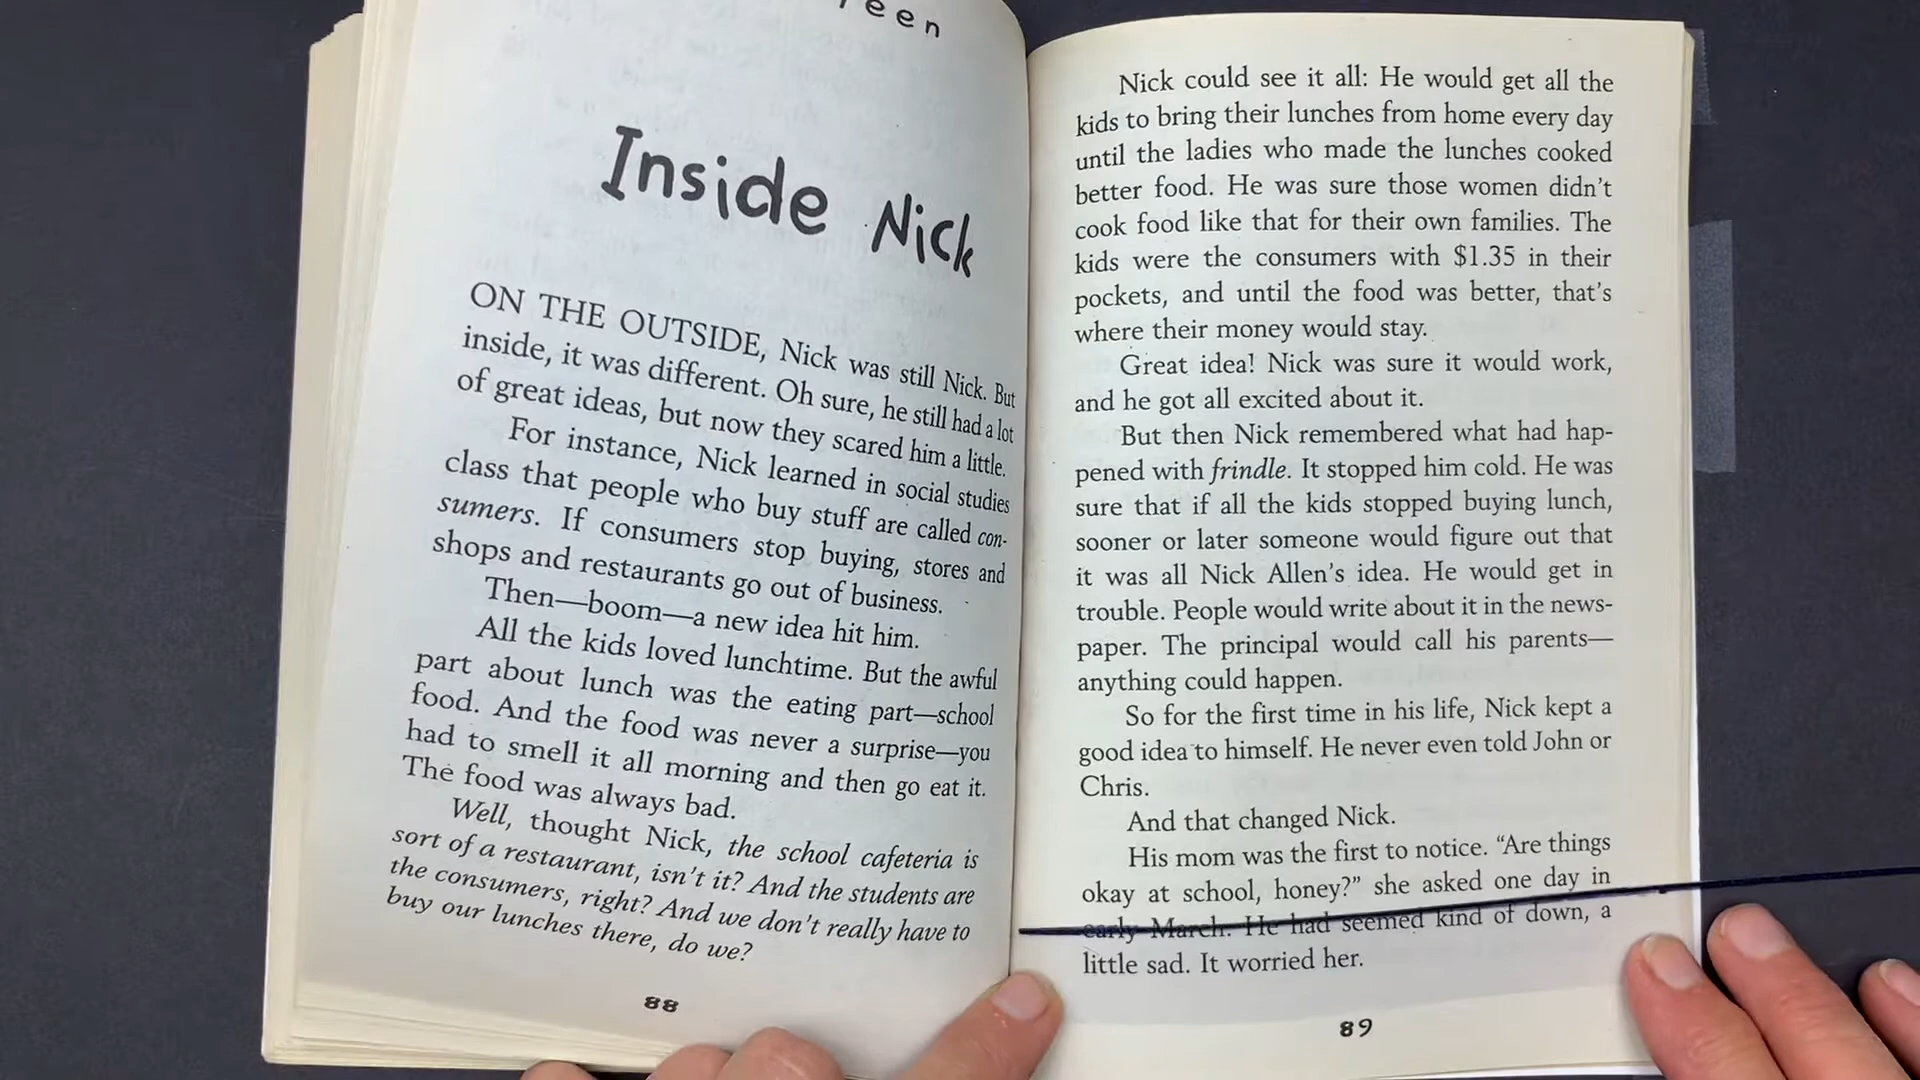 Inside Nick
ON THE OUTSIDE, Nick was still Nick. But
inside, it was different. Oh sure, he still had a lot
of great ideas, but now they scared him a little.
For instance, Nick learned in social studies
class that people who buy stuff are called con-
sumers. If consumers stop buying, stores and
shops and restaurants go out of business.
Then—boom—a new idea hit him.
All the kids loved lunchtime. But the awful
part about lunch was the eating part—school
food. And the food was never a surprise—you
had to smell it all morning and then go eat it.
The food was always bad.
Well, thought Nick, the school cafeteria is
sort of a restaurant, isn't it? And the students are
the consumers, right? And we don't really have to
buy our lunches there, do we?
88
Nick could see it all: He would get all the
kids to bring their lunches from home every day
until the ladies who made the lunches cooked
better food. He was sure those women didn't
cook food like that for their own families. The
kids were the consumers with $1.35 in their
pockets, and until the food was better, that's
where their money would stay.
Great idea! Nick was sure it would work,
and he got all excited about it.
But then Nick remembered what had hap-
pened with frindle. It stopped him cold. He was
sure that if all the kids stopped buying lunch,
sooner or later someone would figure out that
it was all Nick Allen's idea. He would get in
trouble. People would write about it in the news-
paper. The principal would call his parents—
anything could happen.
So for the first time in his life, Nick kept a
good idea to himself. He never even told John or
Chris.
And that changed Nick.
His mom was the first to notice. "Are things
okay at school, honey?" she asked one day in
early March. He had seemed kind of down, a
little sad. It worried her.
89